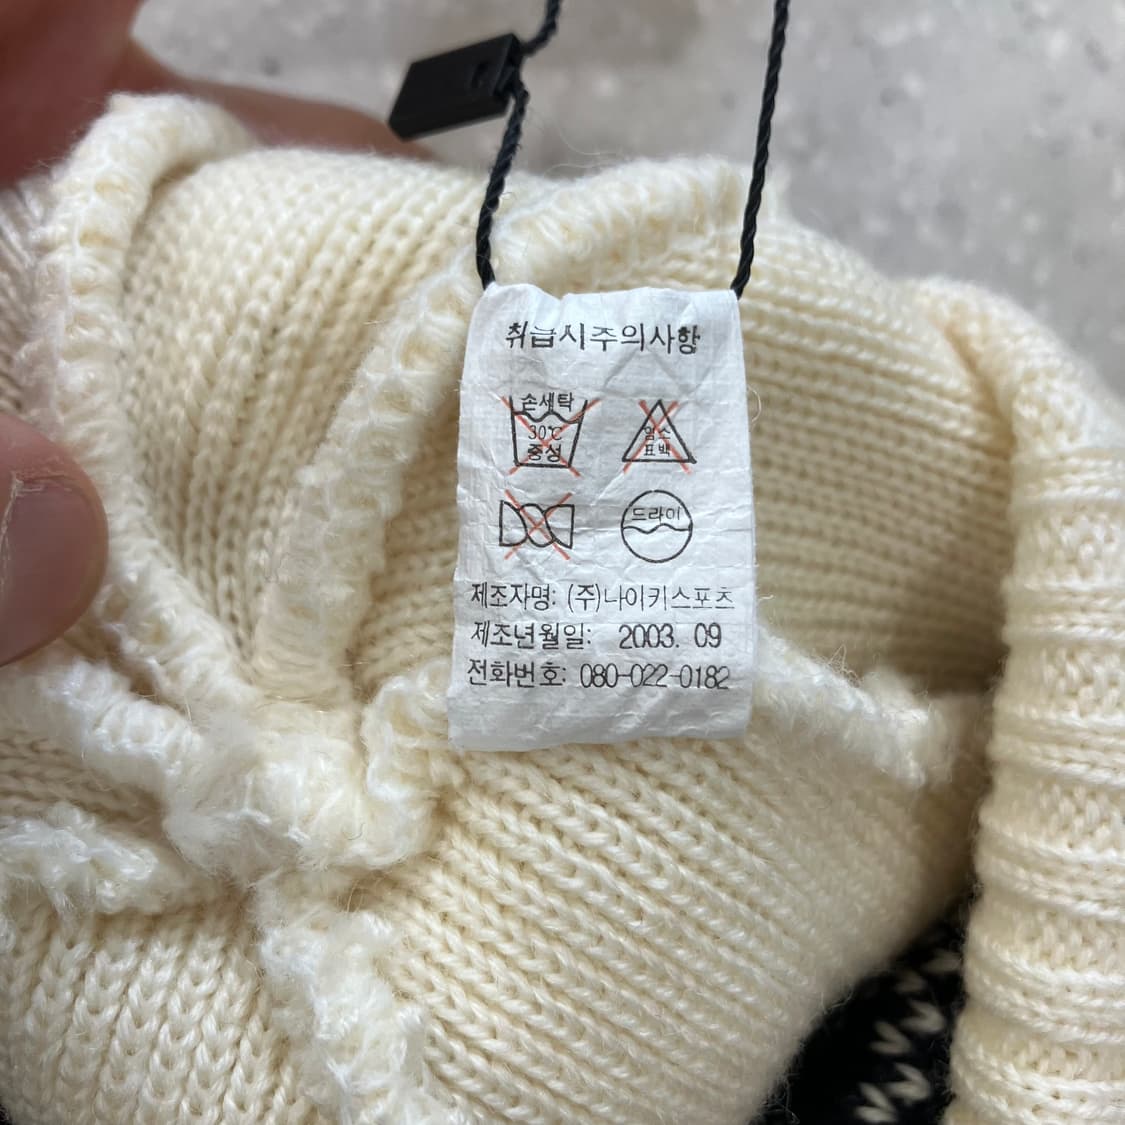 취급시주의사항
손세탁
30℃
중성
염소
표백
드라이
제조자명: (주)나이키스포츠
제조년월일: 2003. 09
전화번호: 080-022-0182